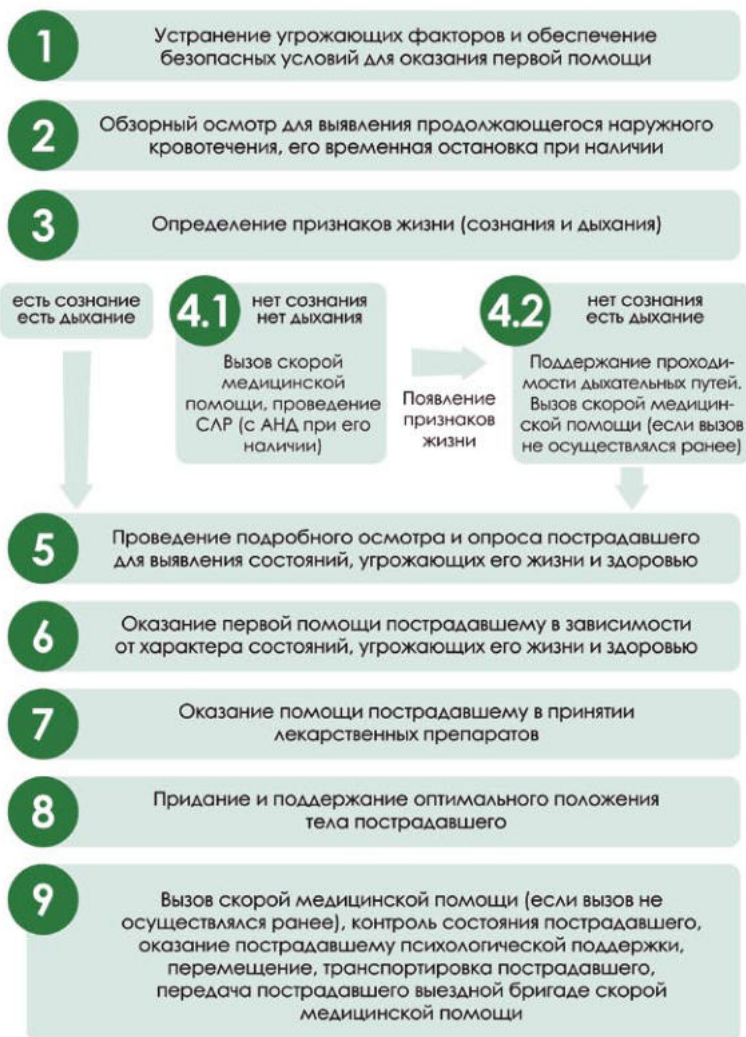 1
Устранение угрожающих факторов и обеспечение
безопасных условий для оказания первой помощи
2
Обзорный осмотр для выявления продолжающегося наружного
кровотечения, его временная остановка при наличии
3
Определение признаков жизни (сознания и дыхания)
есть сознание
есть дыхание
4.1
нет сознания
нет дыхания
Вызов скорой
медицинской
помощи, проведение
СЛР (с АНД при его
наличии)
Появление
признаков
жизни
4.2
нет сознания
есть дыхание
Поддержание проходи-
мости дыхательных путей.
Вызов скорой медицин-
ской помощи (если вызов
не осуществлялся ранее)
5
Проведение подробного осмотра и опроса пострадавшего
для выявления состояний, угрожающих его жизни и здоровью
6
Оказание первой помощи пострадавшему в зависимости
от характера состояний, угрожающих его жизни и здоровью
7
Оказание помощи пострадавшему в принятии
лекарственных препаратов
8
Придание и поддержание оптимального положения
тела пострадавшего
9
Вызов скорой медицинской помощи (если вызов не
осуществлялся ранее), контроль состояния пострадавшего,
оказание пострадавшему психологической поддержки,
перемещение, транспортировка пострадавшего,
передача пострадавшего выездной бригаде скорой
медицинской помощи